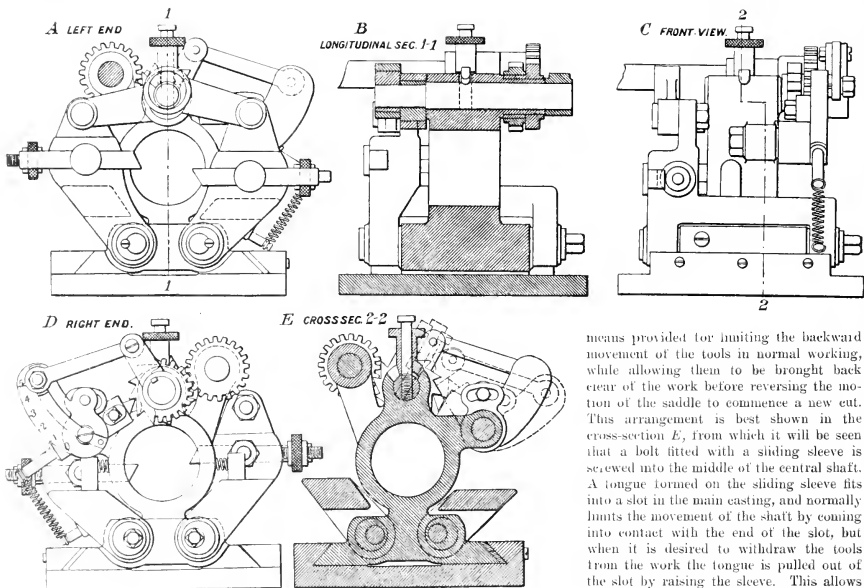 A LEFT END
1
B
LONGITUDINAL SEC. 1-1
C FRONT VIEW.
2
1
2
D RIGHT END.
E CROSS SEC. 2-2
4
3
2
1
means provided for limiting the backward
movement of the tools in normal working,
while allowing them to be brought back
clear of the work before reversing the mo-
tion of the saddle to commence a new cut.
This arrangement is best shown in the
cross-section E, from which it will be seen
that a bolt fitted with a sliding sleeve is
screwed into the middle of the central shaft.
A tongue formed on the sliding sleeve fits
into a slot in the main casting, and normally
limits the movement of the shaft by coming
into contact with the end of the slot, but
when it is desired to withdraw the tools
from the work the tongue is pulled out of
the slot by raising the sleeve. This allows